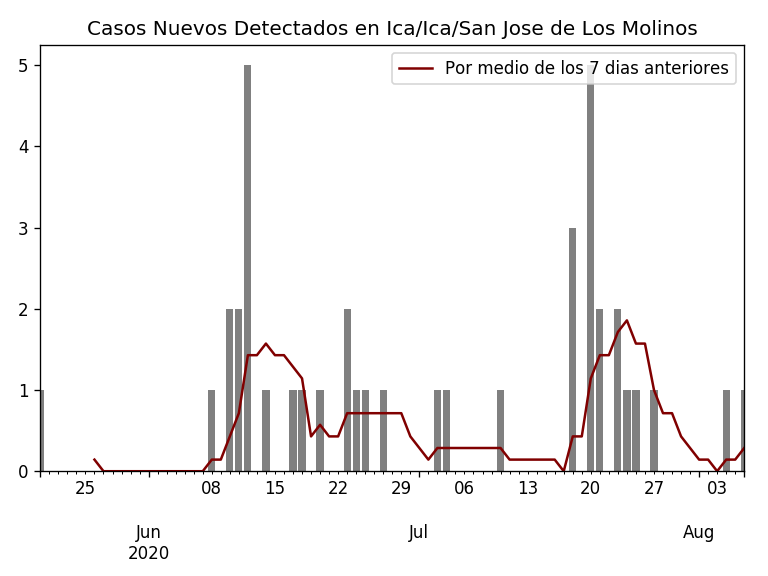 Casos Nuevos Detectados en Ica/Ica/San Jose de Los Molinos
Por medio de los 7 dias anteriores
5
4
3
2
1
0
25 08 15 22 29 06 13 20 27 03
Jun Jul Aug
2020